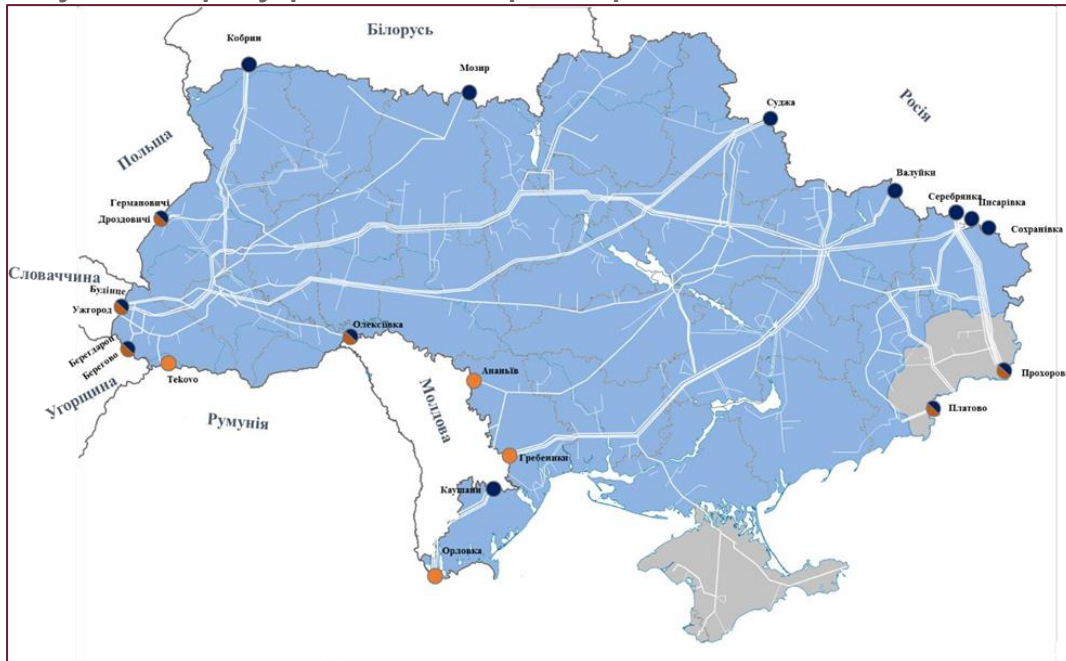 Білорусь
Кобрин
Мозир
Росія
Суджа
Польща
Валуйки
Германовичі
Серебрянка
Писарівка
Дроздовичі
Сохранівка
Словаччина
Будінце
Ужгород
Олексіївка
Берегдароц
Берегово
Tekovo
Ананьїв
Прохоровка
Угорщина
Молдова
Платово
Румунія
Гребеники
Каушани
Орловка